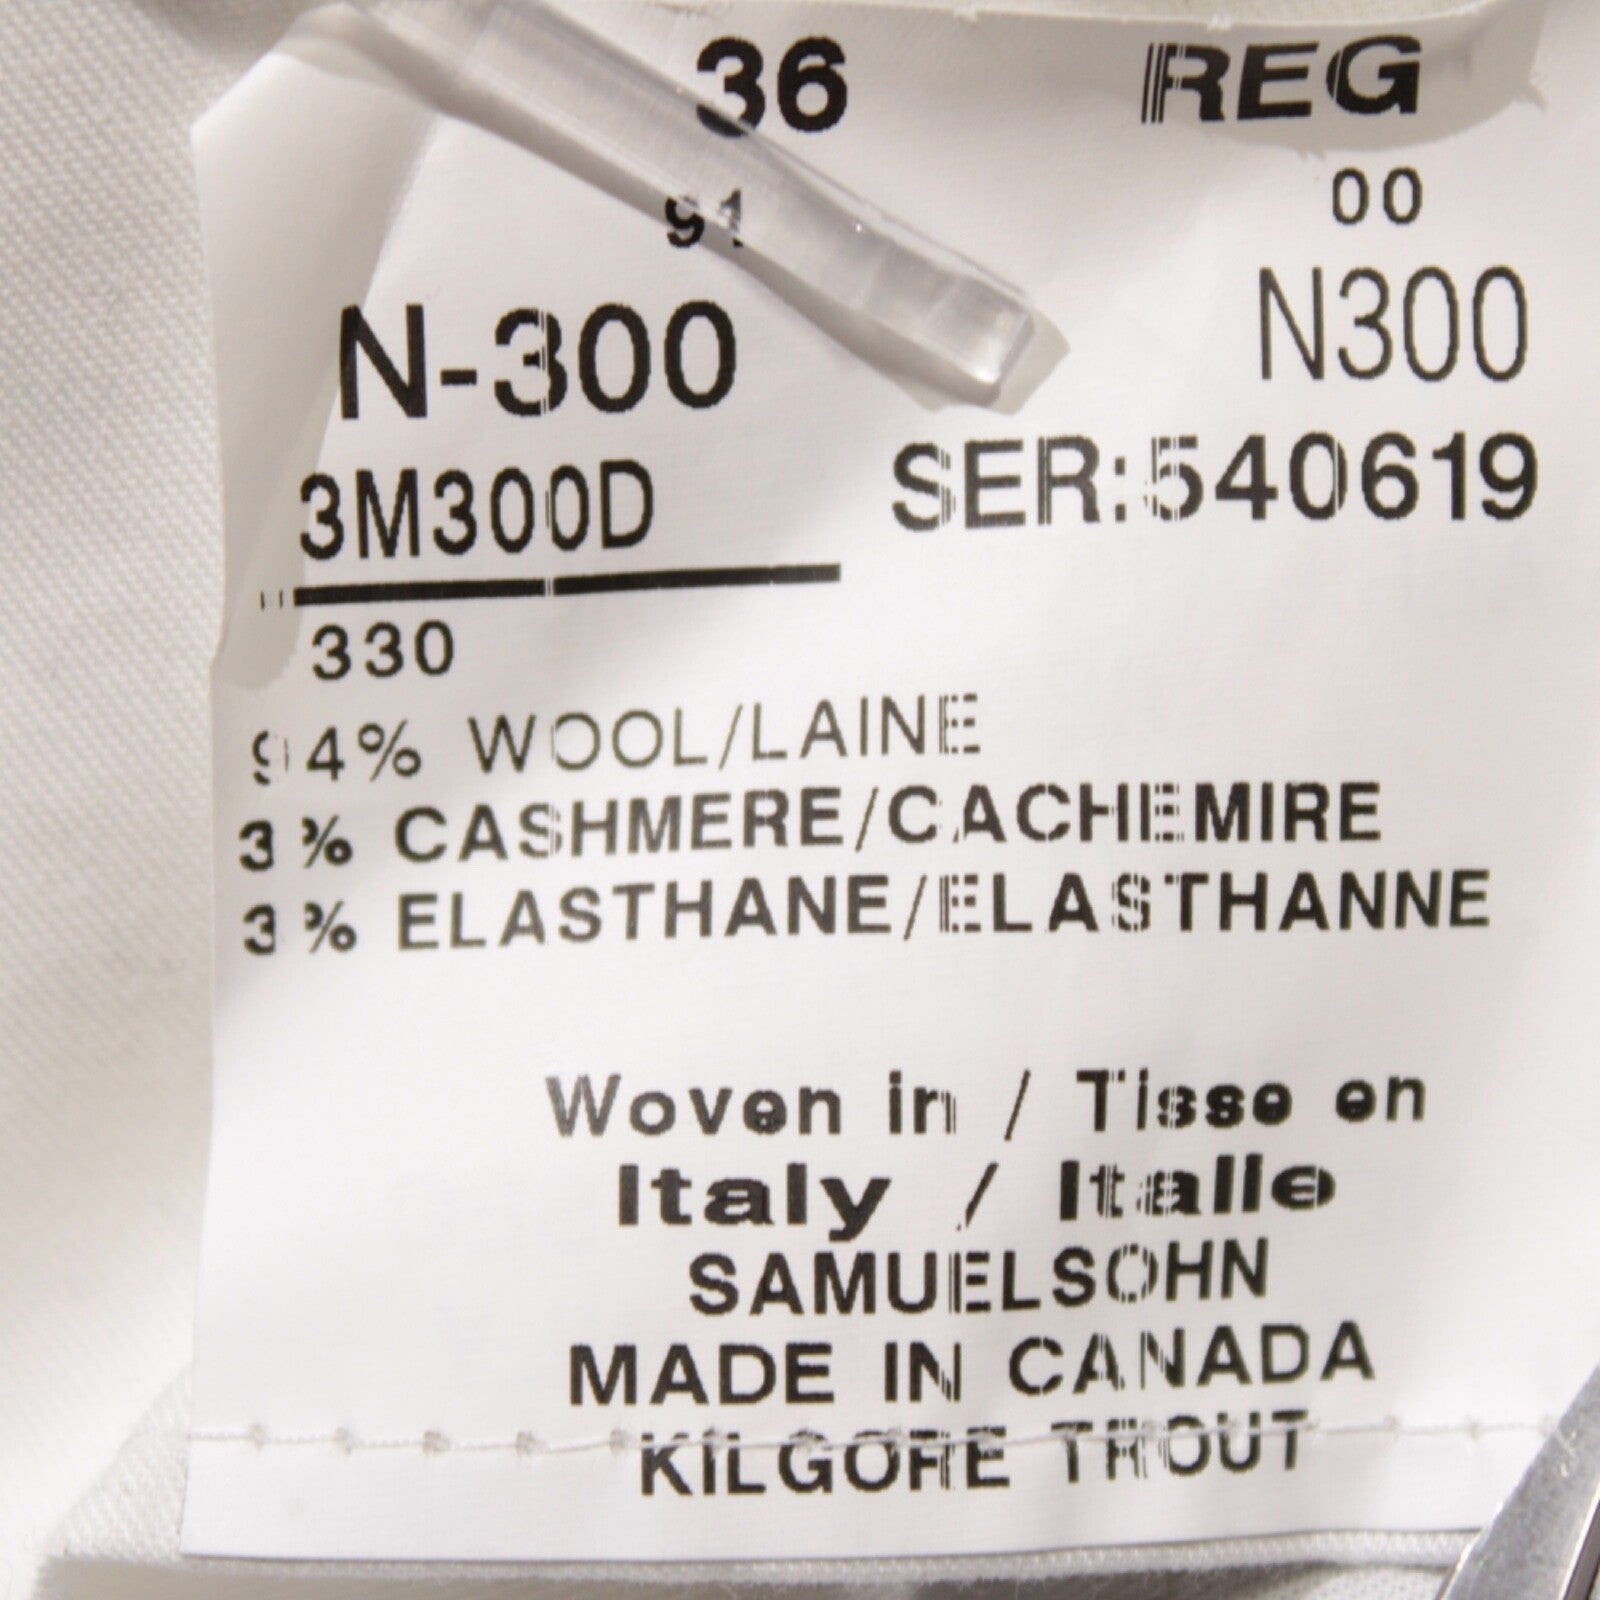 36 REG
91 00
N-300 N300
3M300D SER:540619
330
94% WOOL/LAINE
3% CASHMERE/CACHEMIRE
3% ELASTHANE/ELASTHANNE
Woven in / Tisse en
Italy / Italie
SAMUELSOHN
MADE IN CANADA
KILGORE TROUT